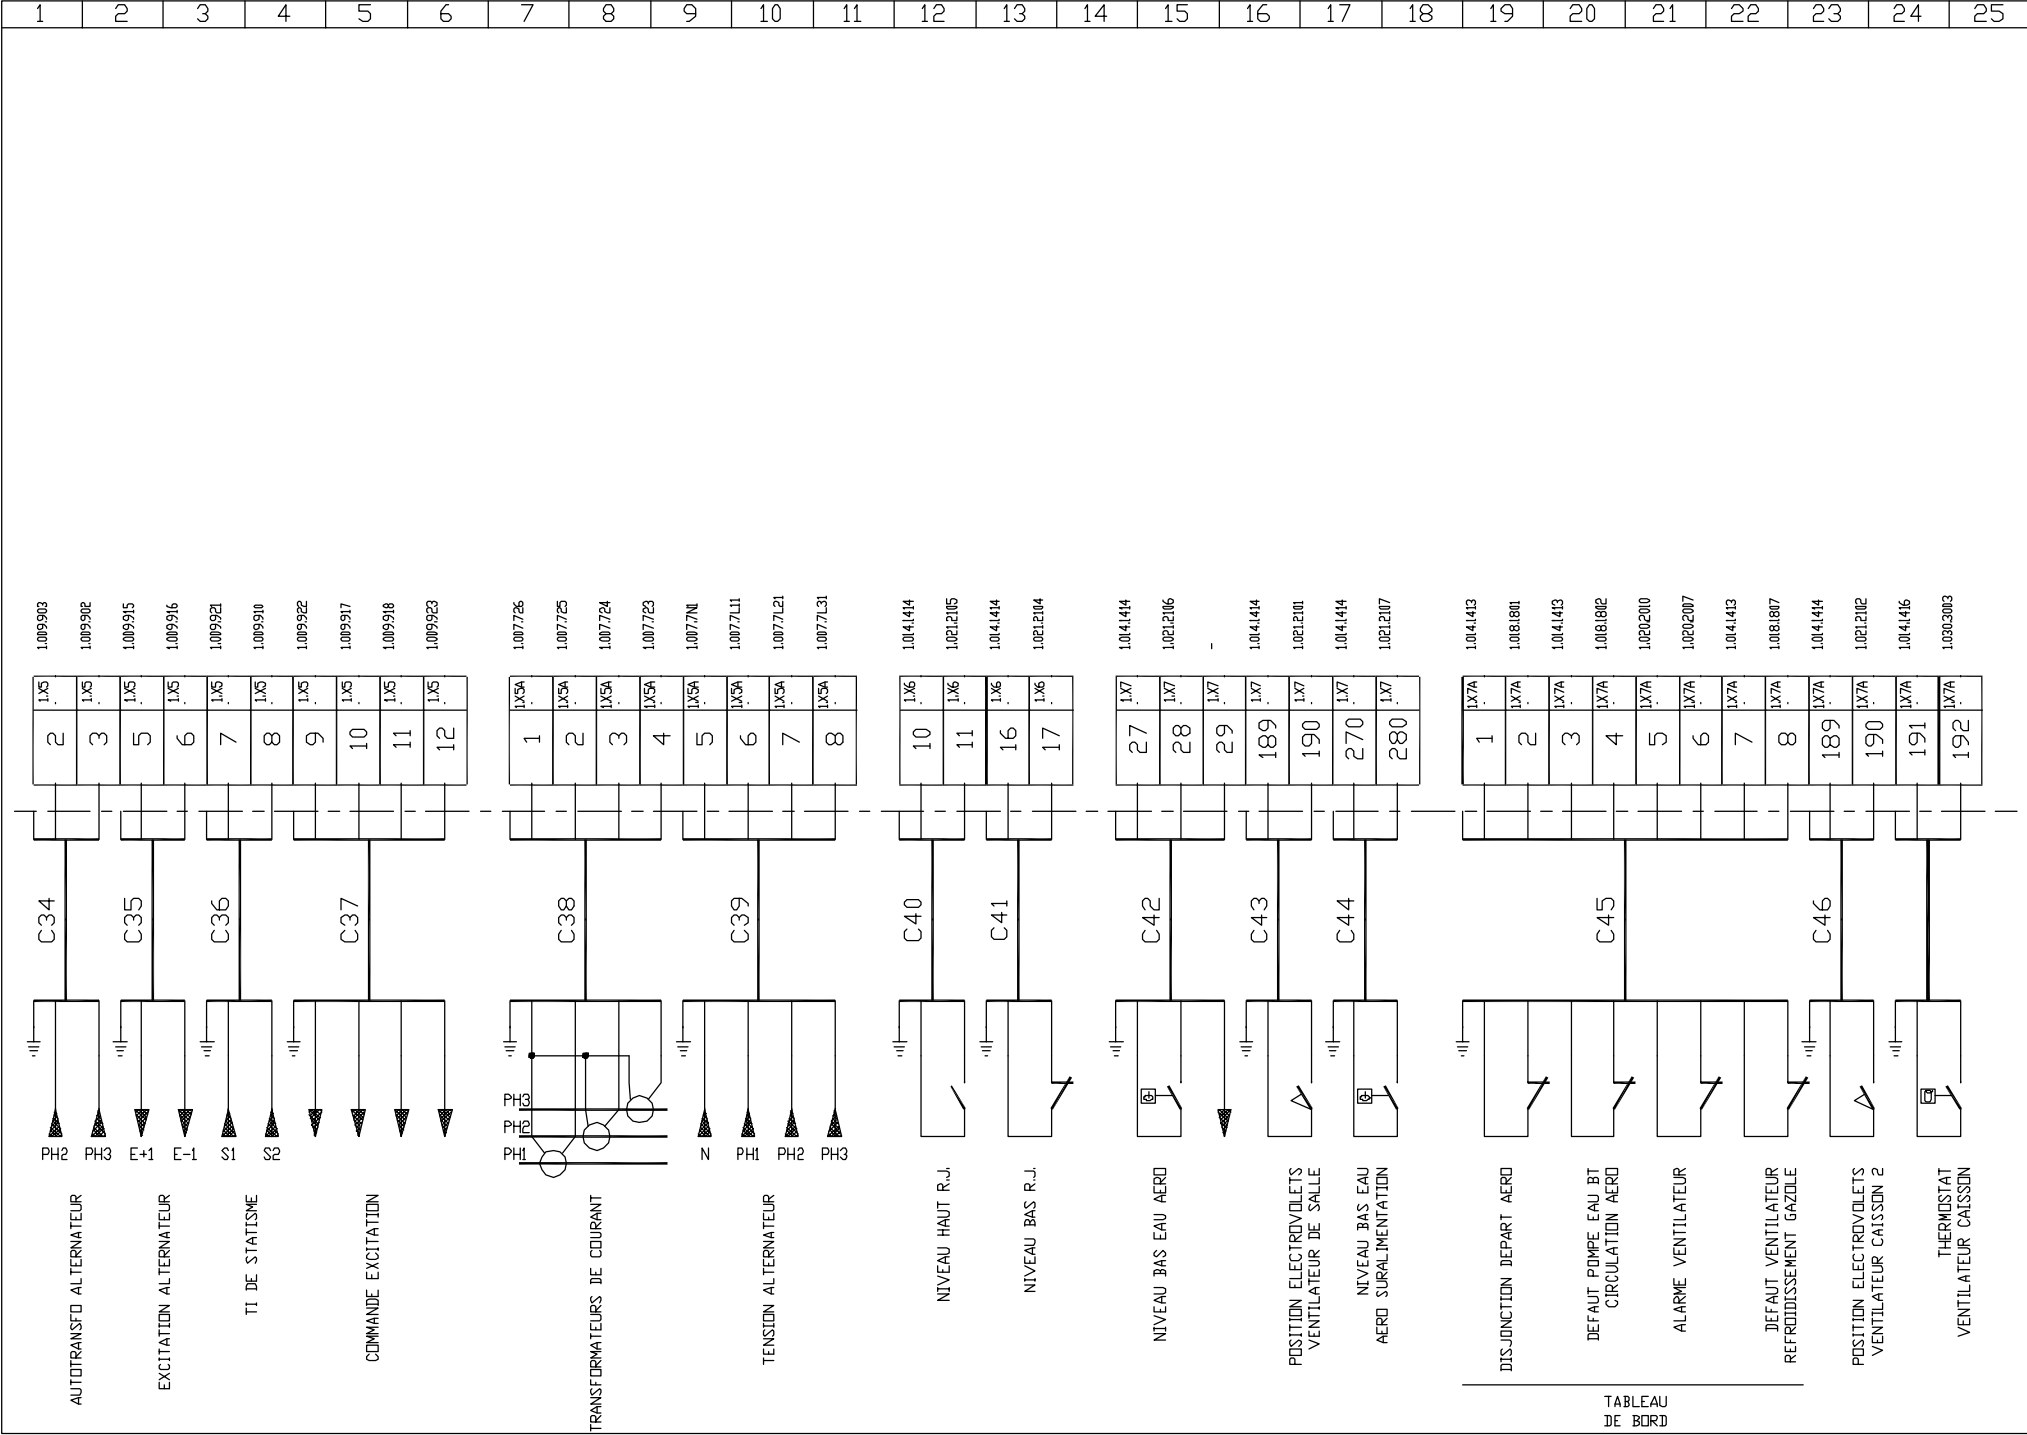 1 2 3 4 5 6 7 8 9 10 11 12 13 14 15 16 17 18 19 20 21 22 23 24 25
1.009.903 1.009.902 1.009.915 1.009.916 1.009.921 1.009.910 1.009.922 1.009.917 1.009.918 1.009.923 1.007.726 1.007.725 1.007.724 1.007.723 1.007.7N1 1.007.7L11 1.007.7L21 1.007.7L31 1.014.1414 1.021.2105 1.014.1414 1.021.2104 1.014.1414 1.021.2106 - 1.014.1414 1.021.2101 1.014.1414 1.021.2107 1.014.1413 1.018.1801 1.014.1413 1.018.1802 1.020.2010 1.020.2007 1.014.1413 1.018.1807 1.014.1414 1.021.2102 1.014.1416 1.030.3003
1.X5 1.X5 1.X5 1.X5 1.X5 1.X5 1.X5 1.X5 1.X5 1.X5 1.X5A 1.X5A 1.X5A 1.X5A 1.X5A 1.X5A 1.X5A 1.X5A 1.X6 1.X6 1.X6 1.X6 1.X7 1.X7 1.X7 1.X7 1.X7 1.X7 1.X7 1.X7A 1.X7A 1.X7A 1.X7A 1.X7A 1.X7A 1.X7A 1.X7A 1.X7A 1.X7A 1.X7A 1.X7A
2 3 5 6 7 8 9 10 11 12 1 2 3 4 5 6 7 8 10 11 16 17 27 28 29 189 190 270 280 1 2 3 4 5 6 7 8 189 190 191 192
C34 C35 C36 C37 C38 C39 C40 C41 C42 C43 C44 C45 C46
PH3
PH2
PH1
PH2 PH3 E+1 E-1 S1 S2 N PH1 PH2 PH3
AUTOTRANSFO ALTERNATEUR
EXCITATION ALTERNATEUR
TI DE STATISME
COMMANDE EXCITATION
TRANSFORMATEURS DE COURANT
TENSION ALTERNATEUR
NIVEAU HAUT R.J.
NIVEAU BAS R.J.
NIVEAU BAS EAU AERO
POSITION ELECTROVOLETS
VENTILATEUR DE SALLE
NIVEAU BAS EAU
AERO SURALIMENTATION
DISJONCTION DEPART AERO
DEFAUT POMPE EAU BT
CIRCULATION AERO
ALARME VENTILATEUR
DEFAUT VENTILATEUR
REFROIDISSEMENT GAZOLE
POSITION ELECTROVOLETS
VENTILATEUR CAISSON 2
THERMOSTAT
VENTILATEUR CAISSON
TABLEAU
DE BORD